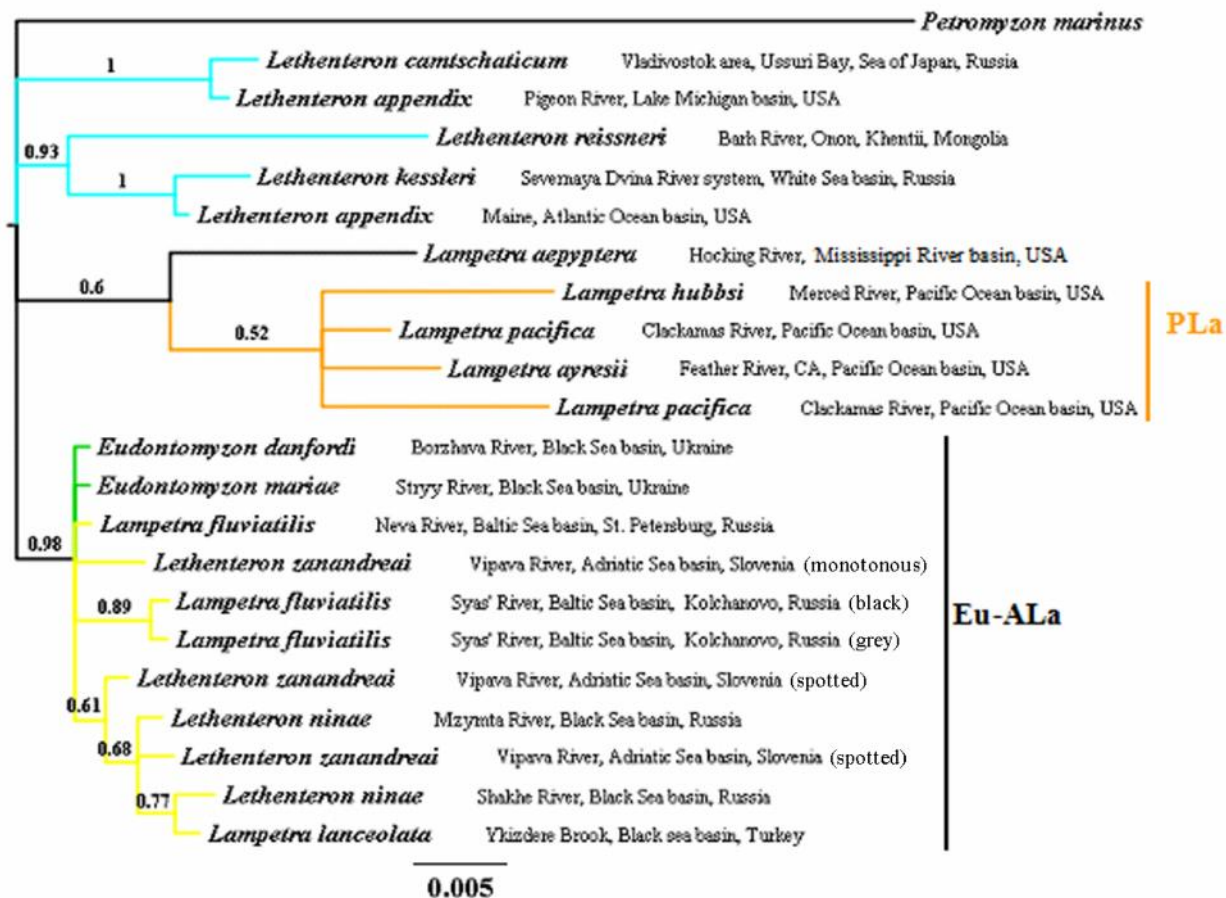 Petromyzon marinus
1
Lethenteron camtschaticum Vladivostok area, Ussuri Bay, Sea of Japan, Russia
Lethenteron appendix Pigeon River, Lake Michigan basin, USA
Lethenteron reissneri Barh River, Onon, Khentii, Mongolia
0.93
1
Lethenteron kessleri Severnaya Dvina River system, White Sea basin, Russia
Lethenteron appendix Maine, Atlantic Ocean basin, USA
Lampetra aepyptera Hocking River, Mississippi River basin, USA
0.6
Lampetra hubbsi Merced River, Pacific Ocean basin, USA
PLa
0.52
Lampetra pacifica Clackamas River, Pacific Ocean basin, USA
Lampetra ayresii Feather River, CA, Pacific Ocean basin, USA
Lampetra pacifica Clackamas River, Pacific Ocean basin, USA
Eudontomyzon danfordi Borzhava River, Black Sea basin, Ukraine
Eudontomyzon mariae Stryy River, Black Sea basin, Ukraine
Lampetra fluviatilis Neva River, Baltic Sea basin, St. Petersburg, Russia
0.98
Lethenteron zanandreai Vipava River, Adriatic Sea basin, Slovenia (monotonous)
0.89
Lampetra fluviatilis Syas' River, Baltic Sea basin, Kolchanovo, Russia (black)
Eu-ALa
Lampetra fluviatilis Syas' River, Baltic Sea basin, Kolchanovo, Russia (grey)
Lethenteron zanandreai Vipava River, Adriatic Sea basin, Slovenia (spotted)
0.61
Lethenteron ninae Mzymta River, Black Sea basin, Russia
0.68
Lethenteron zanandreai Vipava River, Adriatic Sea basin, Slovenia (spotted)
Lethenteron ninae Shakhe River, Black Sea basin, Russia
0.77
Lampetra lanceolata Ykizdere Brook, Black sea basin, Turkey
0.005